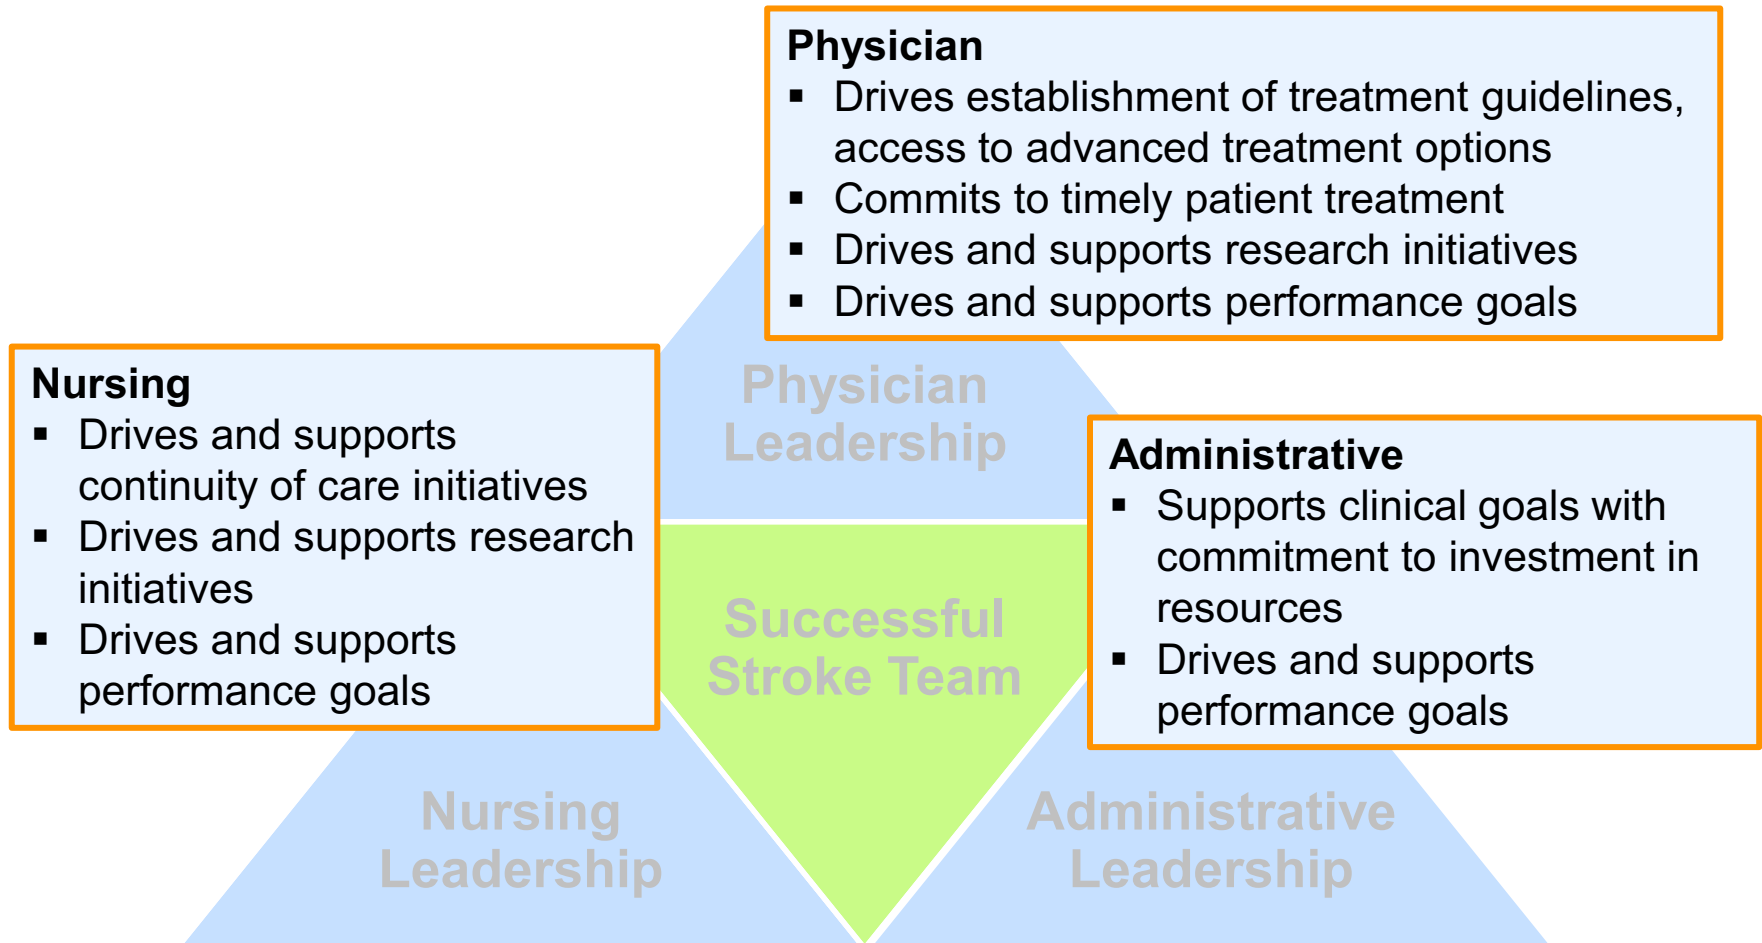 Physician
▪ Drives establishment of treatment guidelines,
access to advanced treatment options
▪ Commits to timely patient treatment
▪ Drives and supports research initiatives
▪ Drives and supports performance goals
Nursing
▪ Drives and supports
continuity of care initiatives
▪ Drives and supports research
initiatives
▪ Drives and supports
performance goals
Physician
Leadership
Administrative
▪ Supports clinical goals with
commitment to investment in
resources
▪ Drives and supports
performance goals
Successful
Stroke Team
Nursing
Leadership
Administrative
Leadership